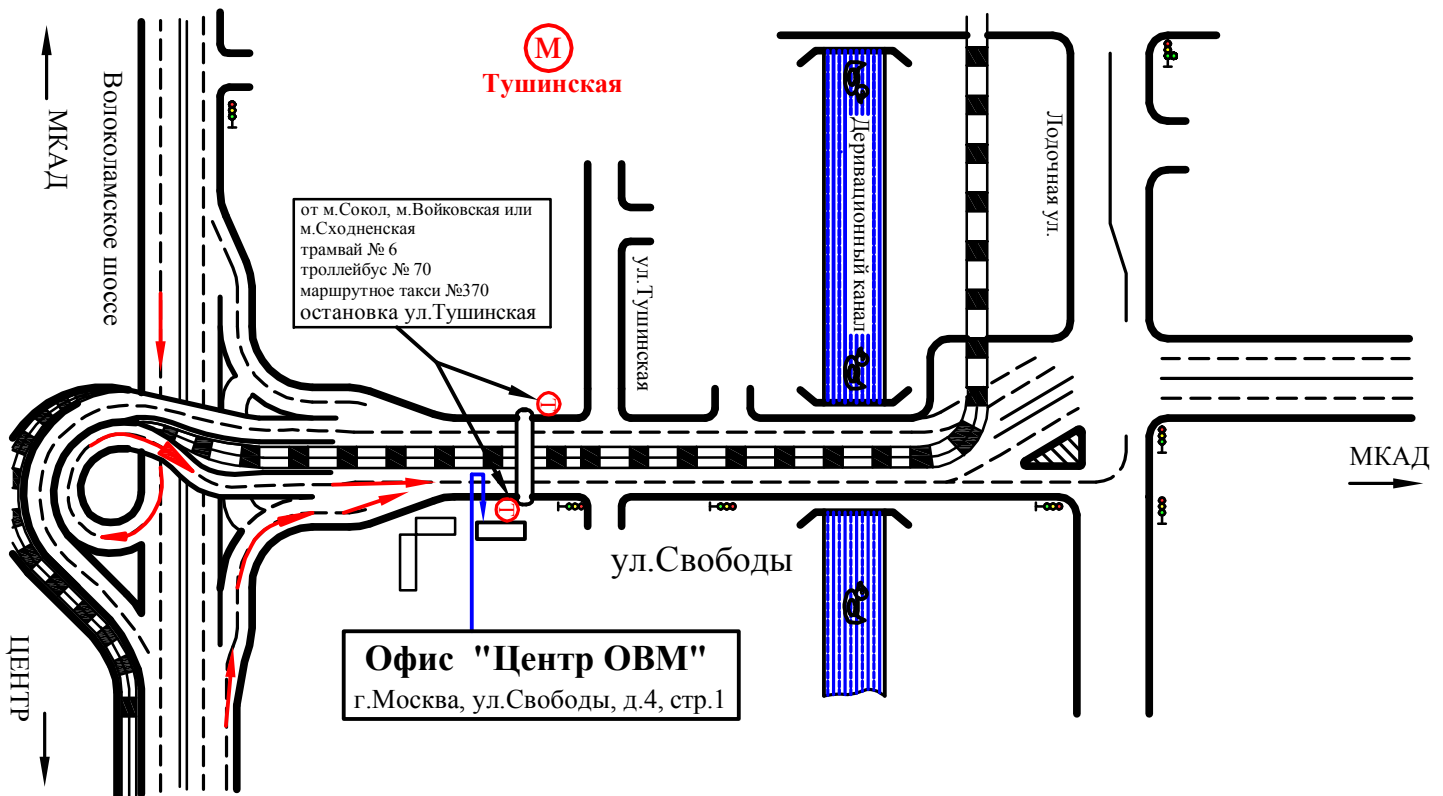 М
Тушинская
МКАД
Волоколамское шоссе
от м.Сокол, м.Войковская или
м.Сходненская
трамвай № 6
троллейбус № 70
маршрутное такси №370
остановка ул.Тушинская
ул.Тушинская
Деривационный канал
Лодочная ул.
Т
Т
МКАД
ул.Свободы
ЦЕНТР
Офис "Центр ОВМ"
г.Москва, ул.Свободы, д.4, стр.1